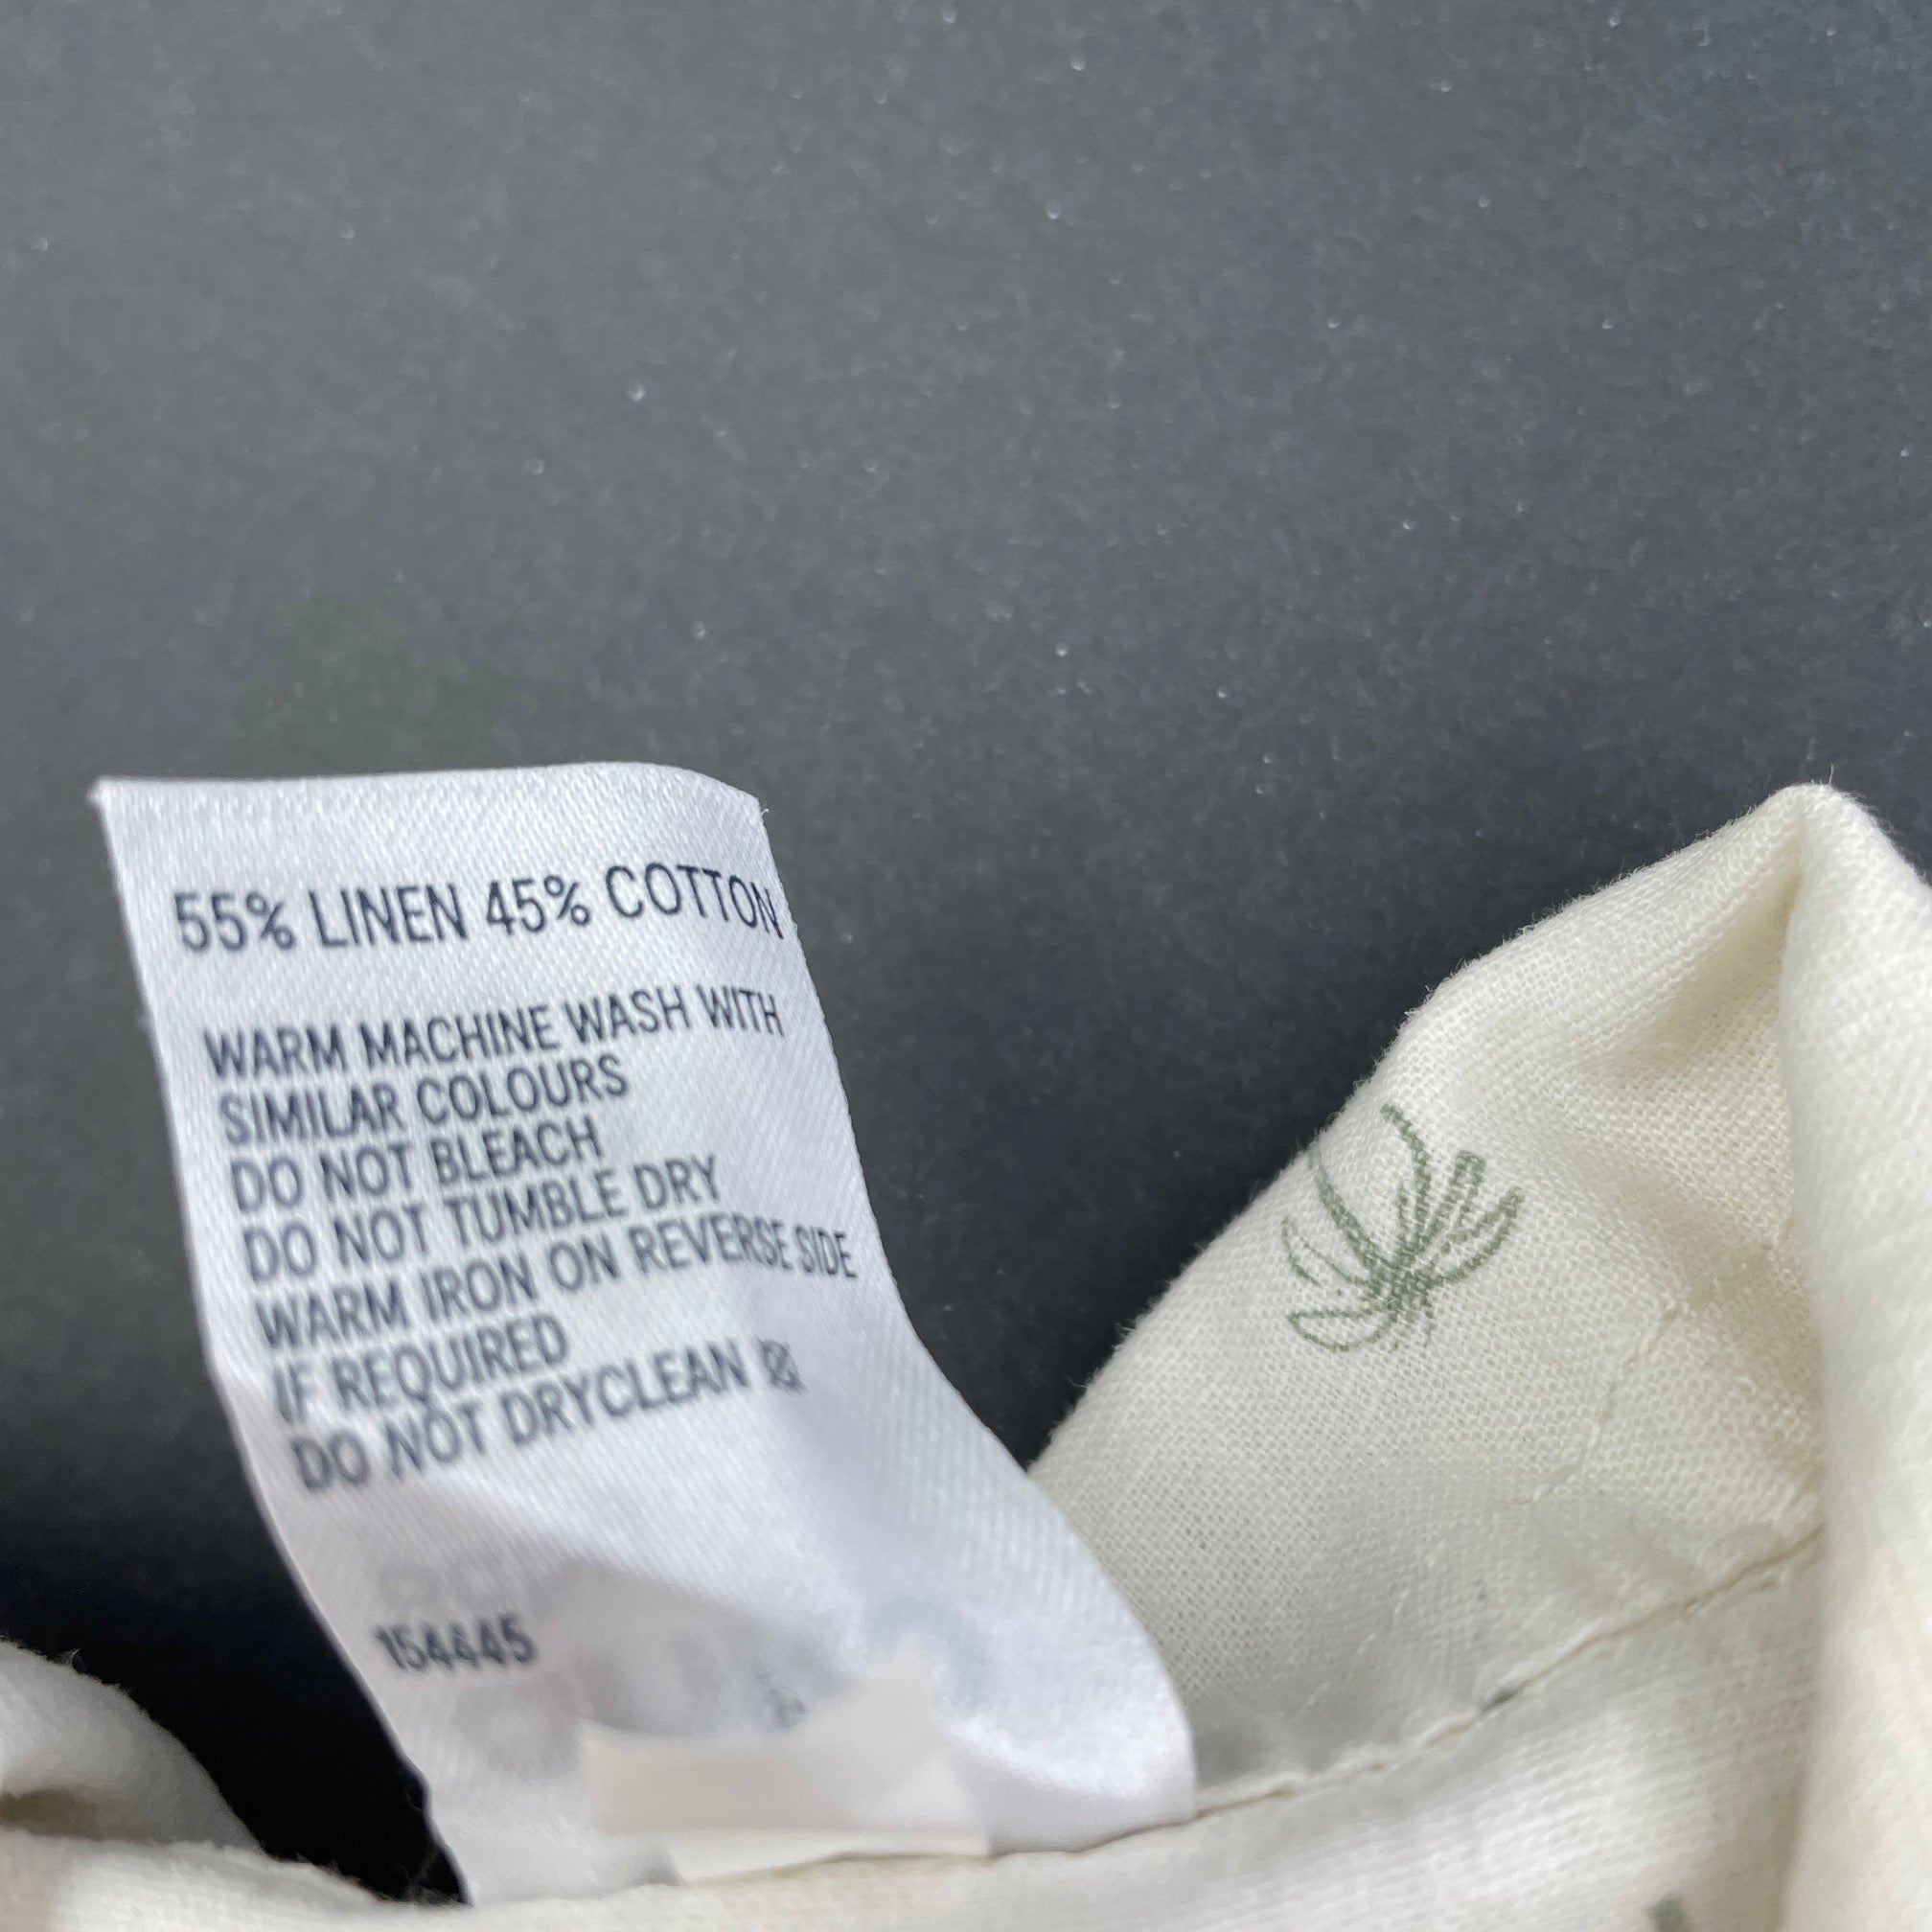 55% LINEN 45% COTTON
WARM MACHINE WASH WITH
SIMILAR COLOURS
DO NOT BLEACH
DO NOT TUMBLE DRY
WARM IRON ON REVERSE SIDE
IF REQUIRED
DO NOT DRYCLEAN
154445